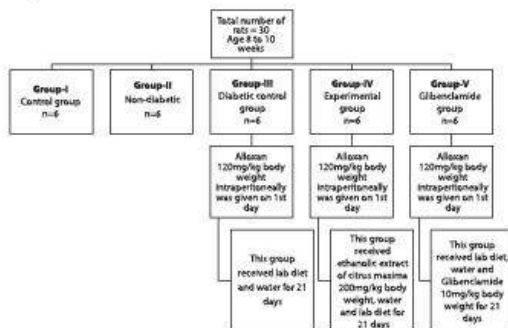 Total number of
rats = 30
Age 8 to 10
weeks
Group-I
Control group
n=6
Group-II
Non-diabetic
n=6
Group-III
Diabetic control
group
n=6
Group-IV
Experimental
group
n=6
Group-V
Glibenclamide
group
n=6
Alloxan
120mg/kg body
weight
intraperitoneally
was given on 1st
day
Alloxan
120mg/kg body
weight
intraperitoneally
was given on 1st
day
Alloxan
120mg/kg body
weight
intraperitoneally
was given on 1st
day
This group
received lab diet
and water for 21
days
This group
received
ethanolic extract
of citrus maxima
200mg/kg body
weight, water
and lab diet for
21 days
This group
received lab diet,
water and
Glibenclamide
10mg/kg body
weight for 21
days